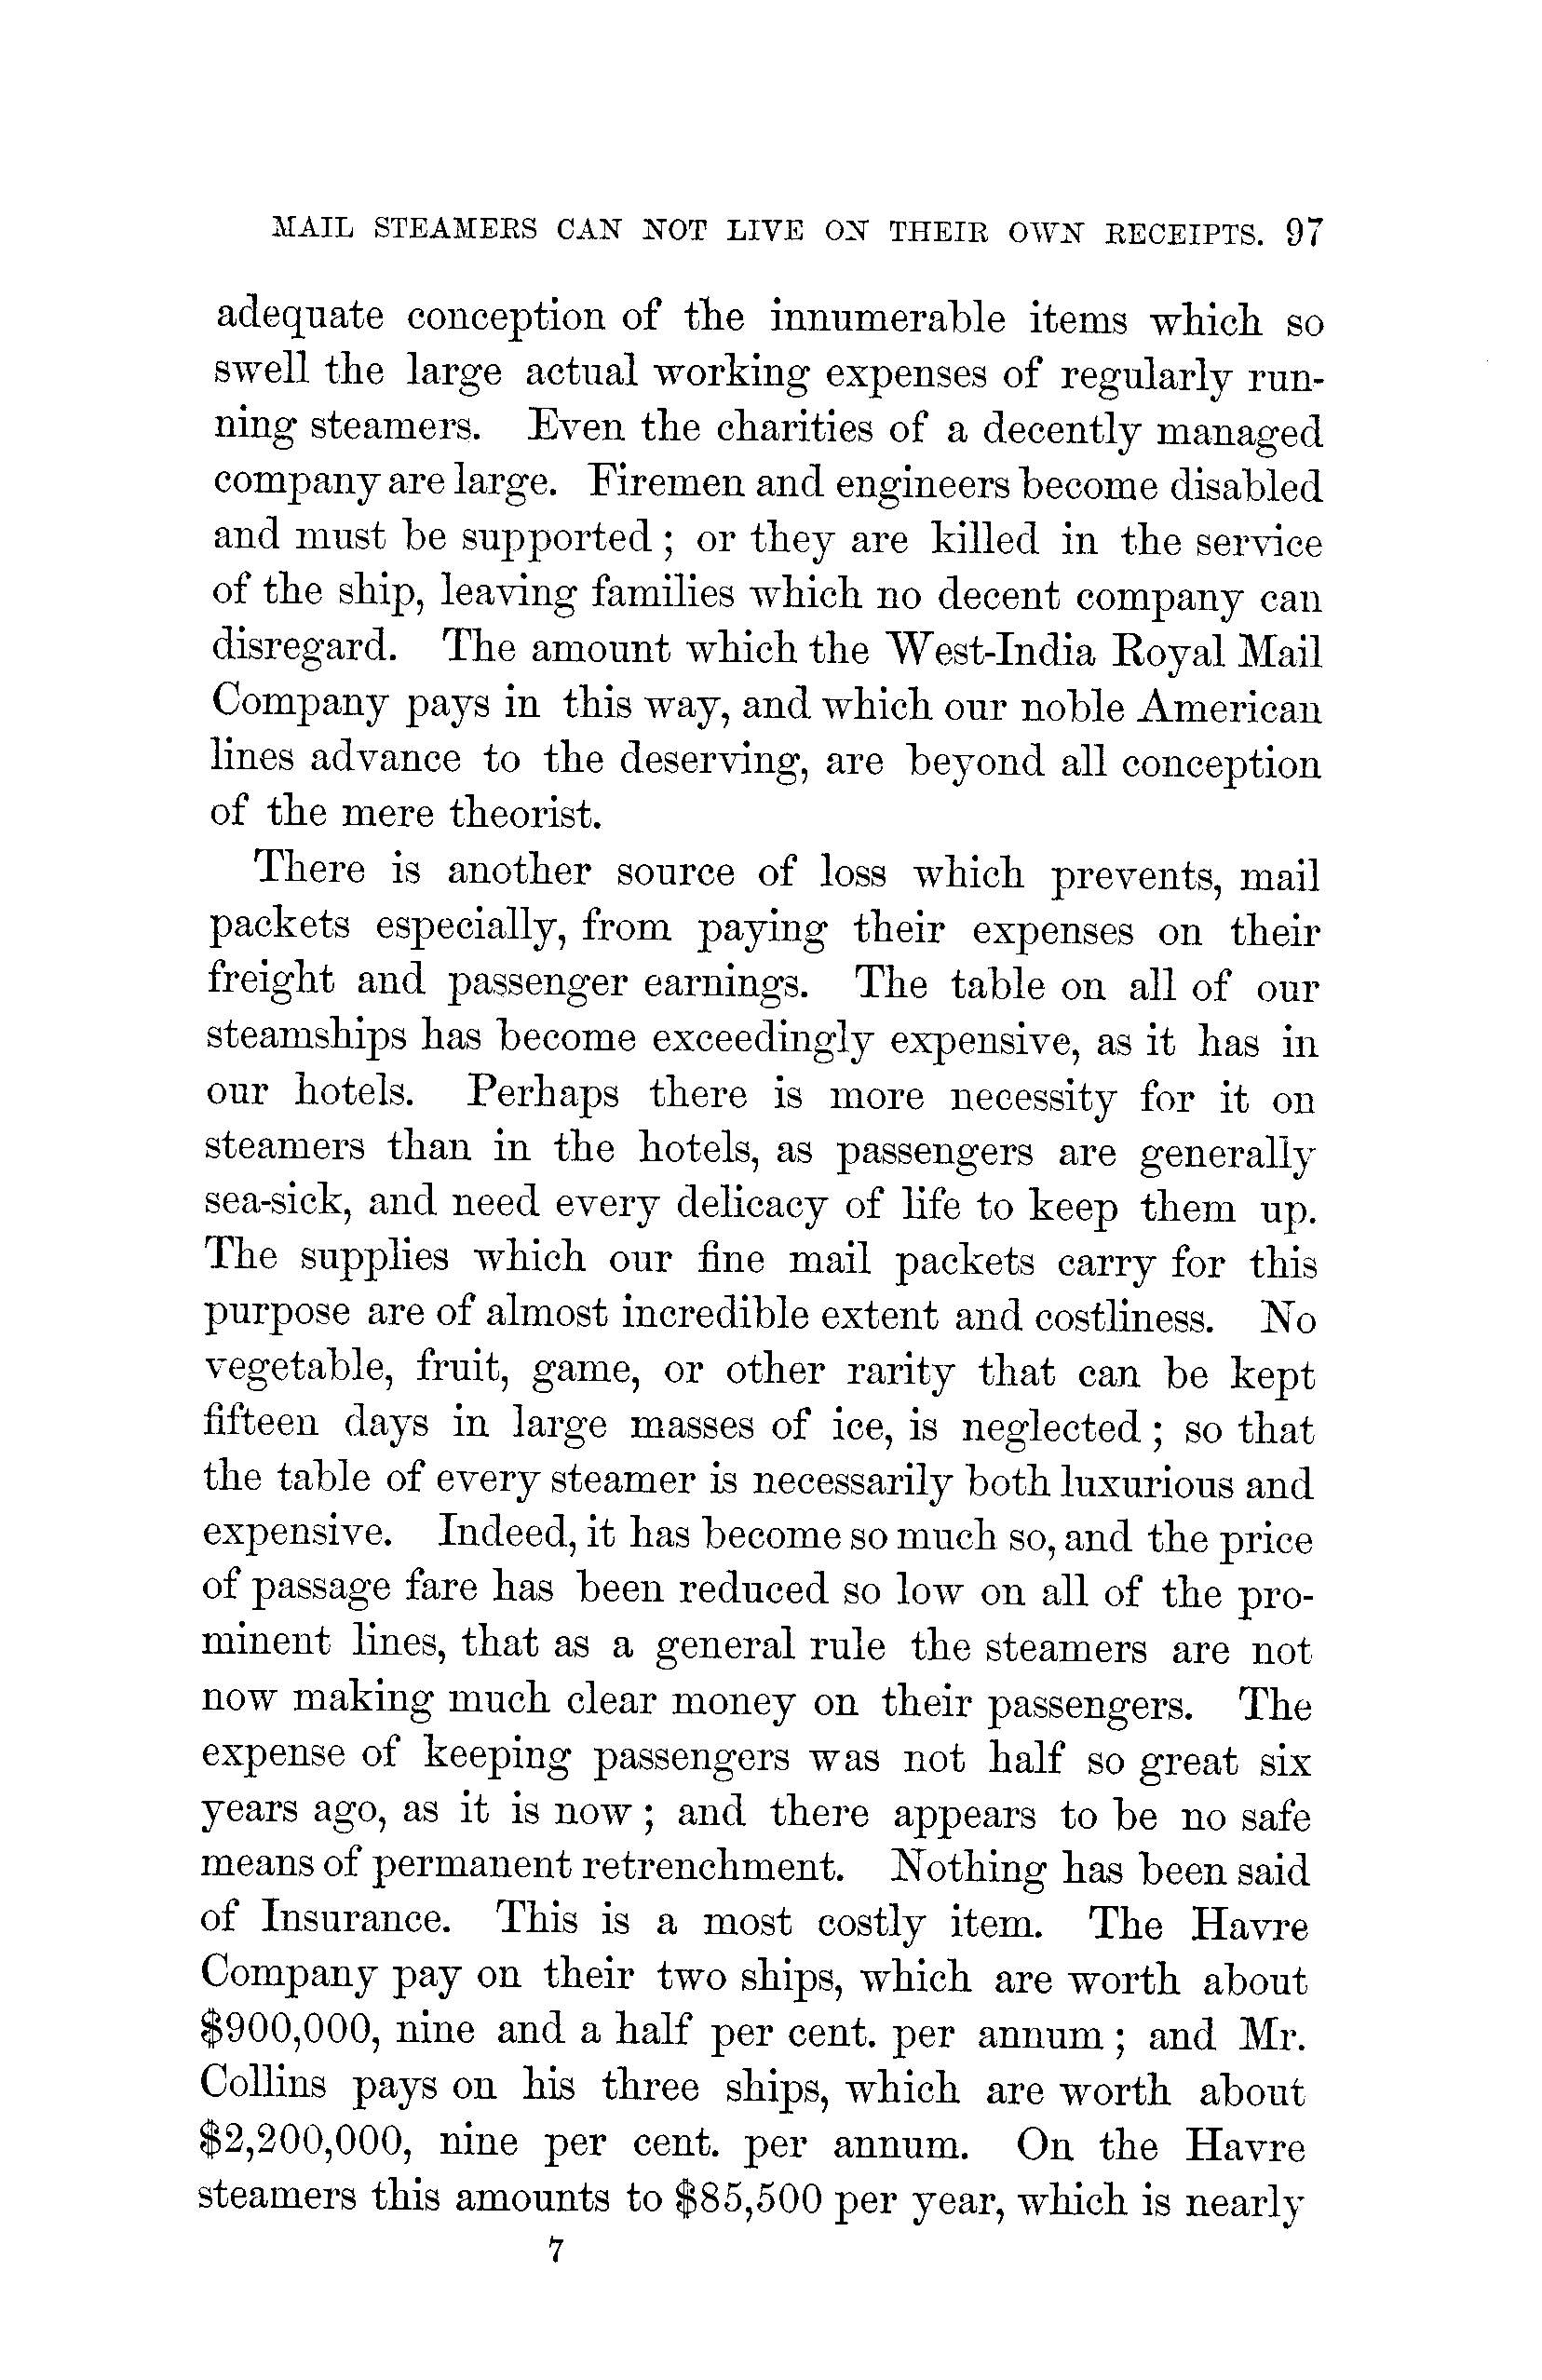 MAIL STEAMERS CAN NOT LIVE ON THEIR OWN RECEIPTS. 97
adequate conception of the innumerable items which so
swell the large actual working expenses of regularly run-
ning steamers. Even the charities of a decently managed
company are large. Firemen and engineers become disabled
and must be supported; or they are killed in the service
of the ship, leaving families which no decent company can
disregard. The amount which the West-India Royal Mail
Company pays in this way, and which our noble American
lines advance to the deserving, are beyond all conception
of the mere theorist.
There is another source of loss which prevents, mail
packets especially, from paying their expenses on their
freight and passenger earnings. The table on all of our
steamships has become exceedingly expensive, as it has in
our hotels. Perhaps there is more necessity for it on
steamers than in the hotels, as passengers are generally
sea-sick, and need every delicacy of life to keep them up.
The supplies which our fine mail packets carry for this
purpose are of almost incredible extent and costliness. No
vegetable, fruit, game, or other rarity that can be kept
fifteen days in large masses of ice, is neglected; so that
the table of every steamer is necessarily both luxurious and
expensive. Indeed, it has become so much so, and the price
of passage fare has been reduced so low on all of the pro-
minent lines, that as a general rule the steamers are not
now making much clear money on their passengers. The
expense of keeping passengers was not half so great six
years ago, as it is now; and there appears to be no safe
means of permanent retrenchment. Nothing has been said
of Insurance. This is a most costly item. The Havre
Company pay on their two ships, which are worth about
$900,000, nine and a half per cent. per annum; and Mr.
Collins pays on his three ships, which are worth about
$2,200,000, nine per cent. per annum. On the Havre
steamers this amounts to $85,500 per year, which is nearly
7